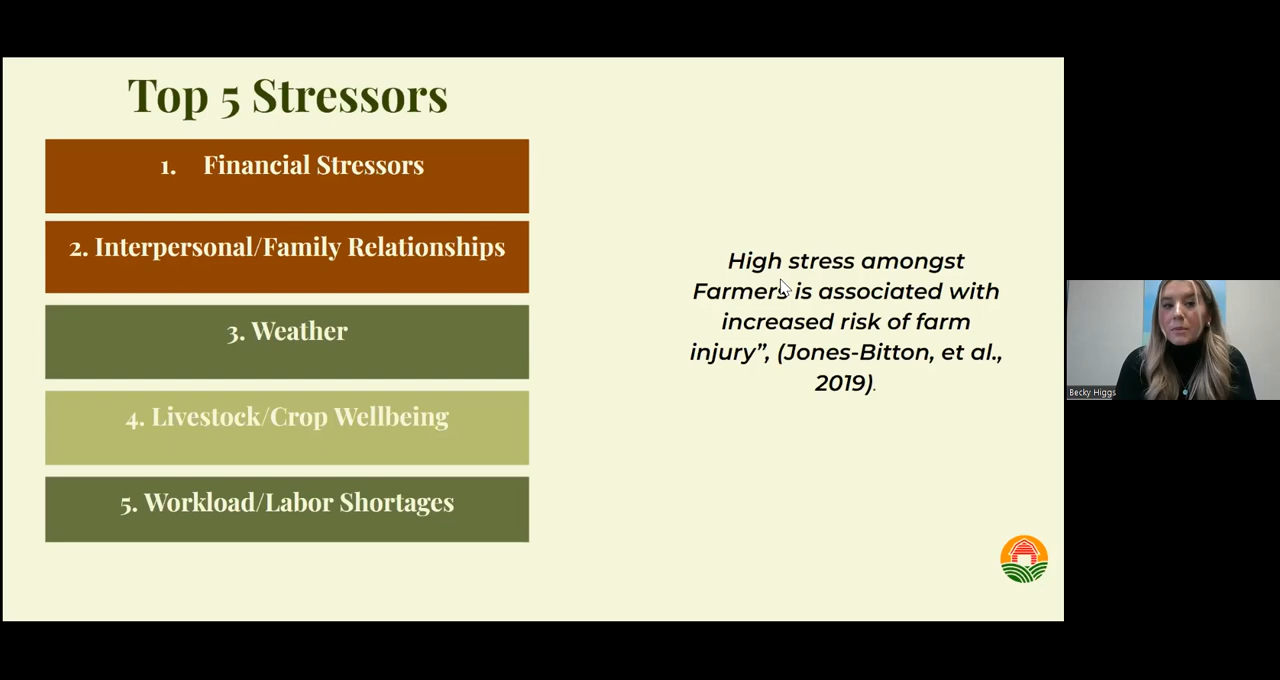 Top 5 Stressors
1. Financial Stressors
2. Interpersonal/Family Relationships
3. Weather
4. Livestock/Crop Wellbeing
5. Workload/Labor Shortages
High stress amongst
Farmers is associated with
increased risk of farm
injury”, (Jones-Bitton, et al.,
2019).
Becky Higgs